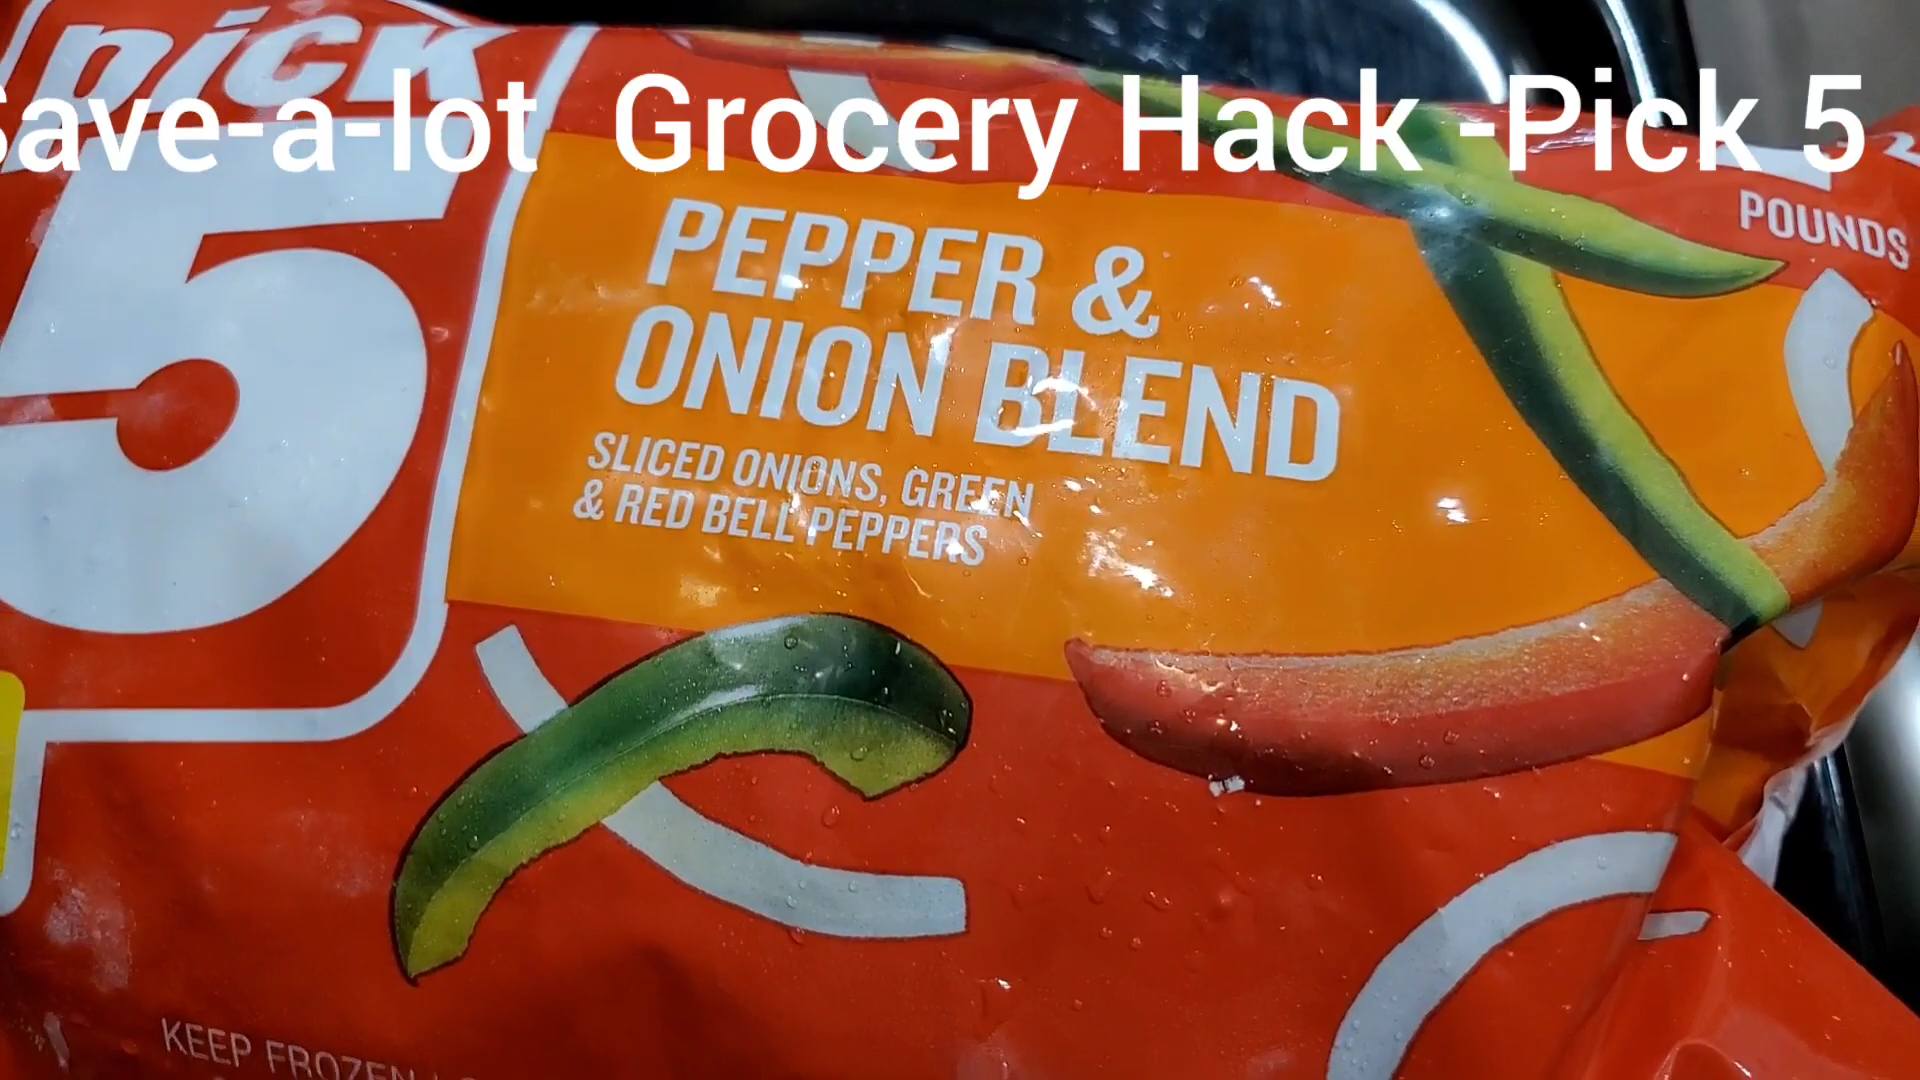 pick
5
Save-a-lot Grocery Hack -Pick 5
POUNDS
PEPPER &
ONION BLEND
SLICED ONIONS, GREEN
& RED BELL PEPPERS
KEEP FROZEN